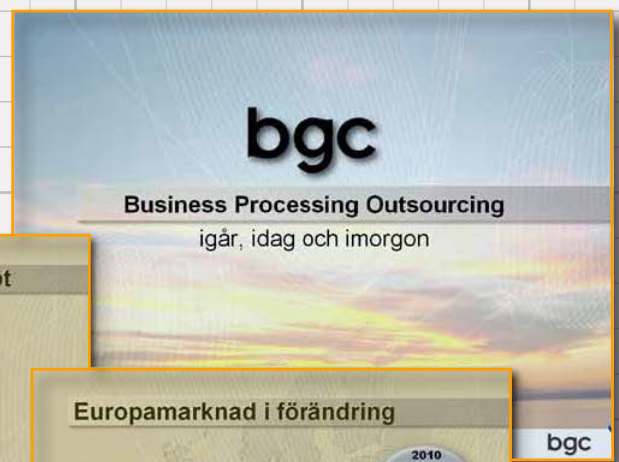 bgc
Business Processing Outsourcing
igår, idag och imorgon
Europamarknad i förändring
2010
bgc